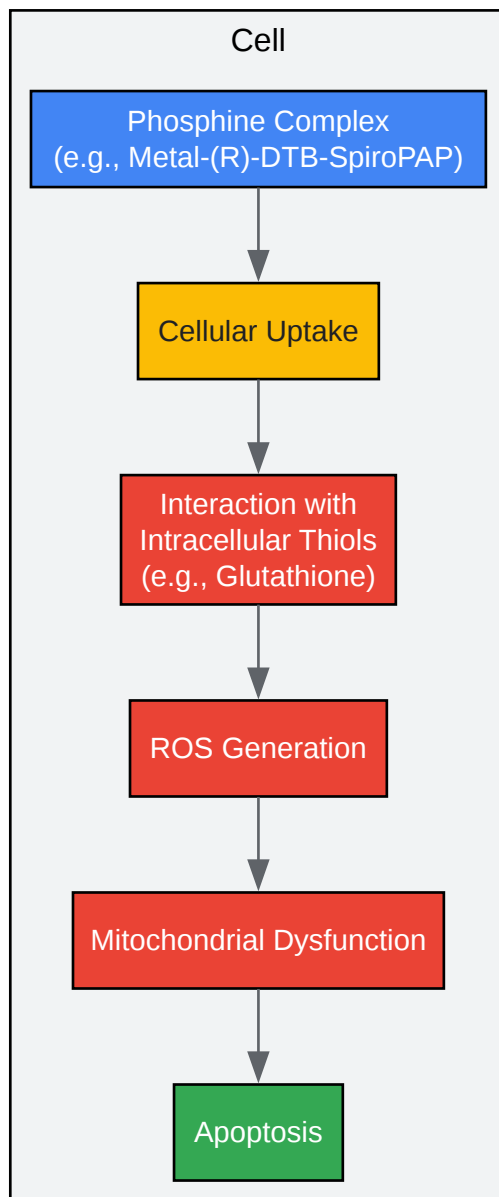 Cell
Phosphine Complex
(e.g., Metal-(R)-DTB-SpiroPAP)
Cellular Uptake
Interaction with
Intracellular Thiols
(e.g., Glutathione)
ROS Generation
Mitochondrial Dysfunction
Apoptosis